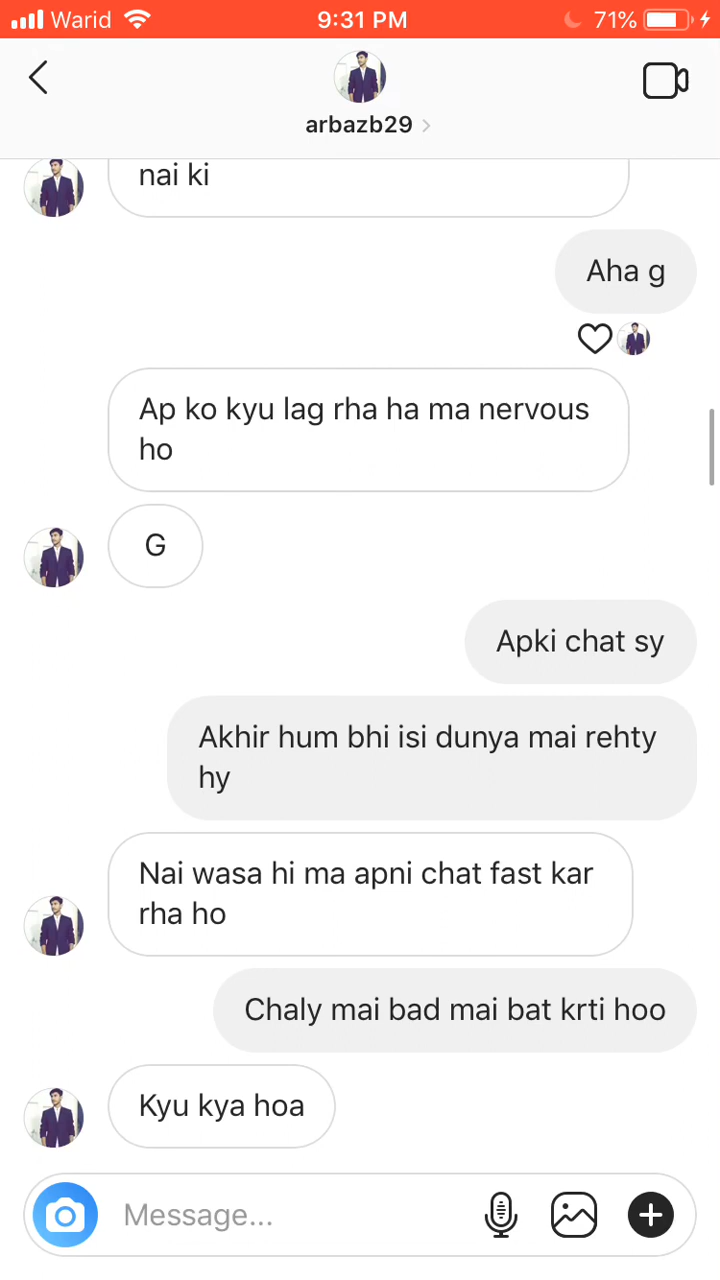 Warid 9:31 PM 71%
arbazb29
nai ki
Aha g
Ap ko kyu lag rha ha ma nervous
ho
G
Apki chat sy
Akhir hum bhi isi dunya mai rehty
hy
Nai wasa hi ma apni chat fast kar
rha ho
Chaly mai bad mai bat krti hoo
Kyu kya hoa
Message...